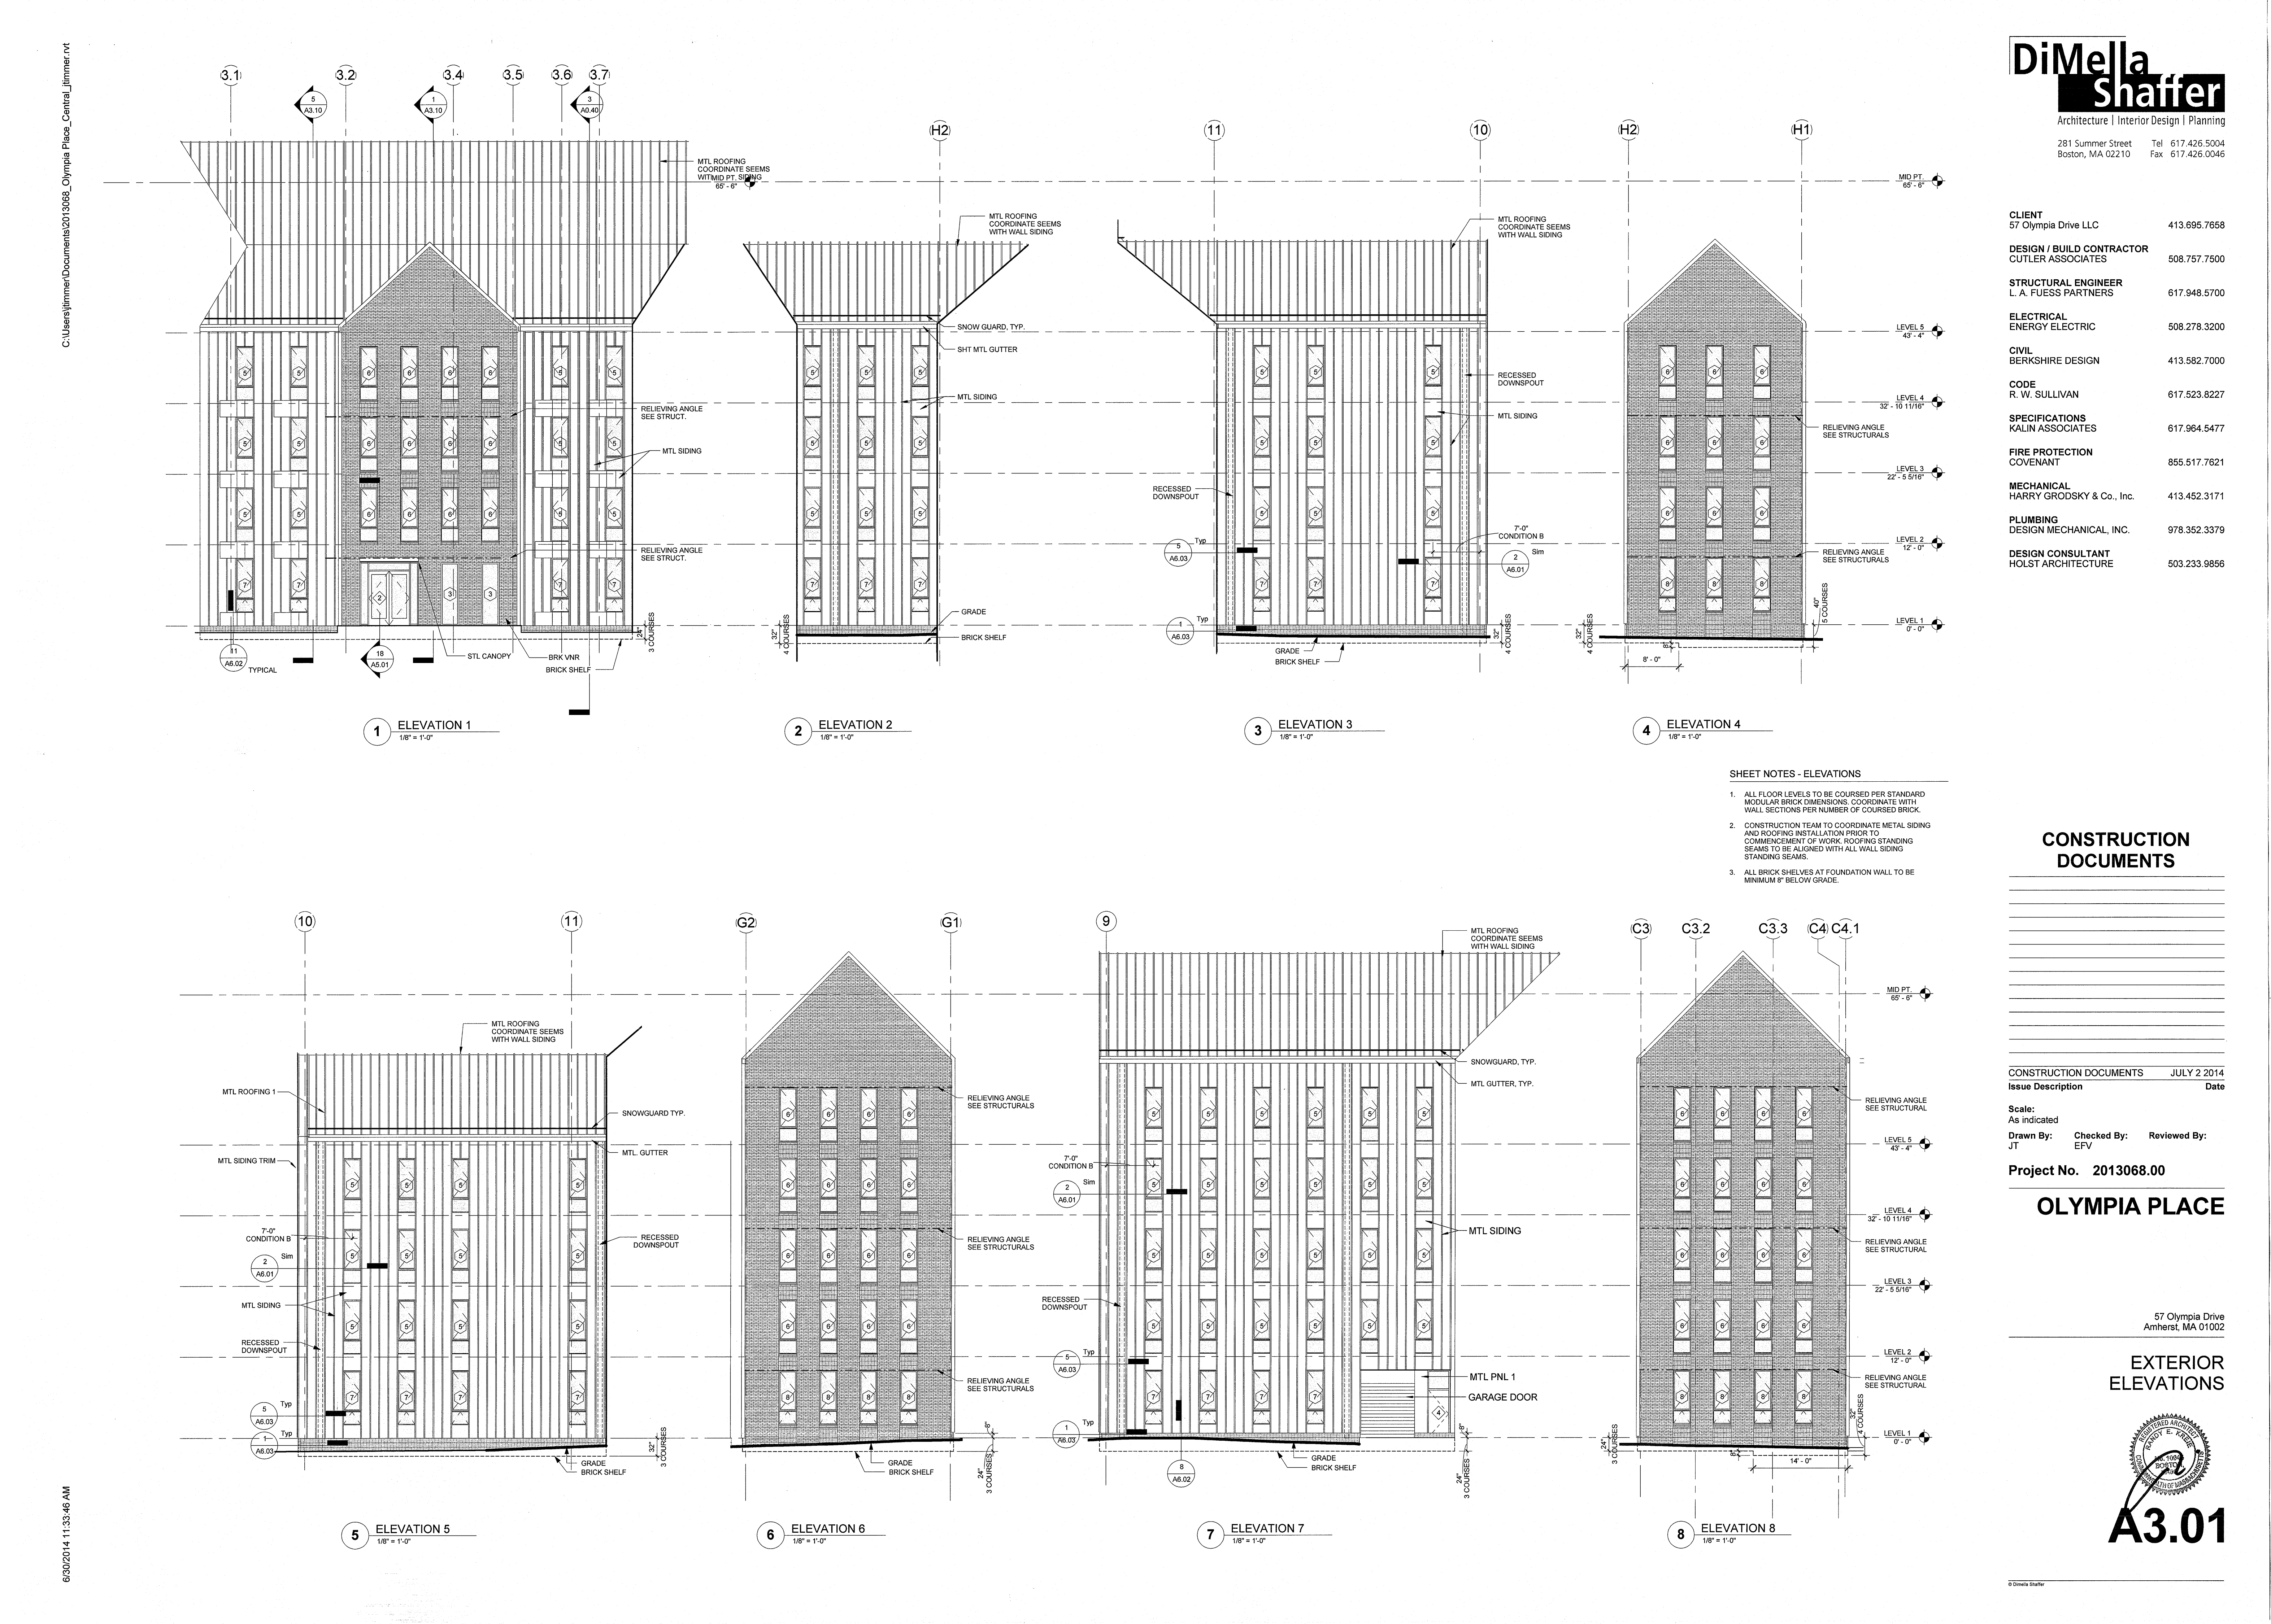 C:\Users\jtimmer\Documents\2013068_Olympia Place_Central_jtimmer.rvt
6/30/2014 11:33:46 AM
3.1
3.2
3.4
3.5
3.6
3.7
5
A3.10
1
A3.10
3
A0.40
MTL ROOFING
COORDINATE SEEMS
MID PT.
65' - 6"
RELIEVING ANGLE
SEE STRUCT.
MTL SIDING
RELIEVING ANGLE
SEE STRUCT.
24"
3 COURSES
11
A6.02
TYPICAL
18
A5.01
STL CANOPY
BRK VNR
BRICK SHELF
1
ELEVATION 1
1/8" = 1'-0"
H2
MTL ROOFING
COORDINATE SEEMS
WITH WALL SIDING
SNOW GUARD, TYP.
SHT MTL GUTTER
MTL SIDING
GRADE
BRICK SHELF
32"
4 COURSES
2
ELEVATION 2
1/8" = 1'-0"
11
10
MTL ROOFING
COORDINATE SEEMS
WITH WALL SIDING
RECESSED
DOWNSPOUT
MTL SIDING
RECESSED
DOWNSPOUT
7'-0"
CONDITION B
5
A6.03
Typ
2
A6.01
Sim
1
A6.03
Typ
GRADE
BRICK SHELF
32"
4 COURSES
3
ELEVATION 3
1/8" = 1'-0"
H2
H1
MID PT.
65' - 6"
LEVEL 5
43' - 4"
LEVEL 4
32' - 10 11/16"
RELIEVING ANGLE
SEE STRUCTURALS
LEVEL 3
22' - 5 5/16"
LEVEL 2
12' - 0"
RELIEVING ANGLE
SEE STRUCTURALS
40"
5 COURSES
LEVEL 1
0' - 0"
32"
4 COURSES
8"
8' - 0"
4
ELEVATION 4
1/8" = 1'-0"
SHEET NOTES - ELEVATIONS
1. ALL FLOOR LEVELS TO BE COURSED PER STANDARD
MODULAR BRICK DIMENSIONS. COORDINATE WITH
WALL SECTIONS PER NUMBER OF COURSED BRICK.
2. CONSTRUCTION TEAM TO COORDINATE METAL SIDING
AND ROOFING INSTALLATION PRIOR TO
COMMENCEMENT OF WORK. ROOFING STANDING
SEAMS TO BE ALIGNED WITH ALL WALL SIDING
STANDING SEAMS.
3. ALL BRICK SHELVES AT FOUNDATION WALL TO BE
MINIMUM 8" BELOW GRADE.
10
11
MTL ROOFING
COORDINATE SEEMS
WITH WALL SIDING
MTL ROOFING 1
SNOWGUARD TYP.
MTL. GUTTER
MTL SIDING TRIM
7'-0"
CONDITION B
RECESSED
DOWNSPOUT
2
A6.01
Sim
MTL SIDING
RECESSED
DOWNSPOUT
5
A6.03
Typ
1
A6.03
Typ
32"
3 COURSES
GRADE
BRICK SHELF
5
ELEVATION 5
1/8" = 1'-0"
G2
G1
RELIEVING ANGLE
SEE STRUCTURALS
RELIEVING ANGLE
SEE STRUCTURALS
RELIEVING ANGLE
SEE STRUCTURALS
GRADE
BRICK SHELF
8"
24"
3 COURSES
6
ELEVATION 6
1/8" = 1'-0"
9
MTL ROOFING
COORDINATE SEEMS
WITH WALL SIDING
SNOWGUARD, TYP.
MTL GUTTER, TYP.
7'-0"
CONDITION B
2
A6.01
Sim
MTL SIDING
RECESSED
DOWNSPOUT
5
A6.03
Typ
MTL PNL 1
GARAGE DOOR
1
A6.03
Typ
8
A6.02
GRADE
BRICK SHELF
8"
24"
3 COURSES
7
ELEVATION 7
1/8" = 1'-0"
C3
C3.2
C3.3
C4
C4.1
MID PT.
65' - 6"
RELIEVING ANGLE
SEE STRUCTURAL
LEVEL 5
43' - 4"
LEVEL 4
32' - 10 11/16"
RELIEVING ANGLE
SEE STRUCTURAL
LEVEL 3
22' - 5 5/16"
LEVEL 2
12' - 0"
RELIEVING ANGLE
SEE STRUCTURAL
32"
4 COURSES
LEVEL 1
0' - 0"
24"
3 COURSES
8"
14' - 0"
8
ELEVATION 8
1/8" = 1'-0"
DiMella
Shaffer
Architecture | Interior Design | Planning
281 Summer Street Tel 617.426.5004
Boston, MA 02210 Fax 617.426.0046
CLIENT
57 Olympia Drive LLC 413.695.7658
DESIGN / BUILD CONTRACTOR
CUTLER ASSOCIATES 508.757.7500
STRUCTURAL ENGINEER
L. A. FUESS PARTNERS 617.948.5700
ELECTRICAL
ENERGY ELECTRIC 508.278.3200
CIVIL
BERKSHIRE DESIGN 413.582.7000
CODE
R. W. SULLIVAN 617.523.8227
SPECIFICATIONS
KALIN ASSOCIATES 617.964.5477
FIRE PROTECTION
COVENANT 855.517.7621
MECHANICAL
HARRY GRODSKY & Co., Inc. 413.452.3171
PLUMBING
DESIGN MECHANICAL, INC. 978.352.3379
DESIGN CONSULTANT
HOLST ARCHITECTURE 503.233.9856
CONSTRUCTION
DOCUMENTS
CONSTRUCTION DOCUMENTS JULY 2 2014
Issue Description Date
Scale:
As indicated
Drawn By: Checked By: Reviewed By:
JT EFV
Project No. 2013068.00
OLYMPIA PLACE
57 Olympia Drive
Amherst, MA 01002
EXTERIOR
ELEVATIONS
REGISTERED ARCHITECT
A3.01
© Dimella Shaffer